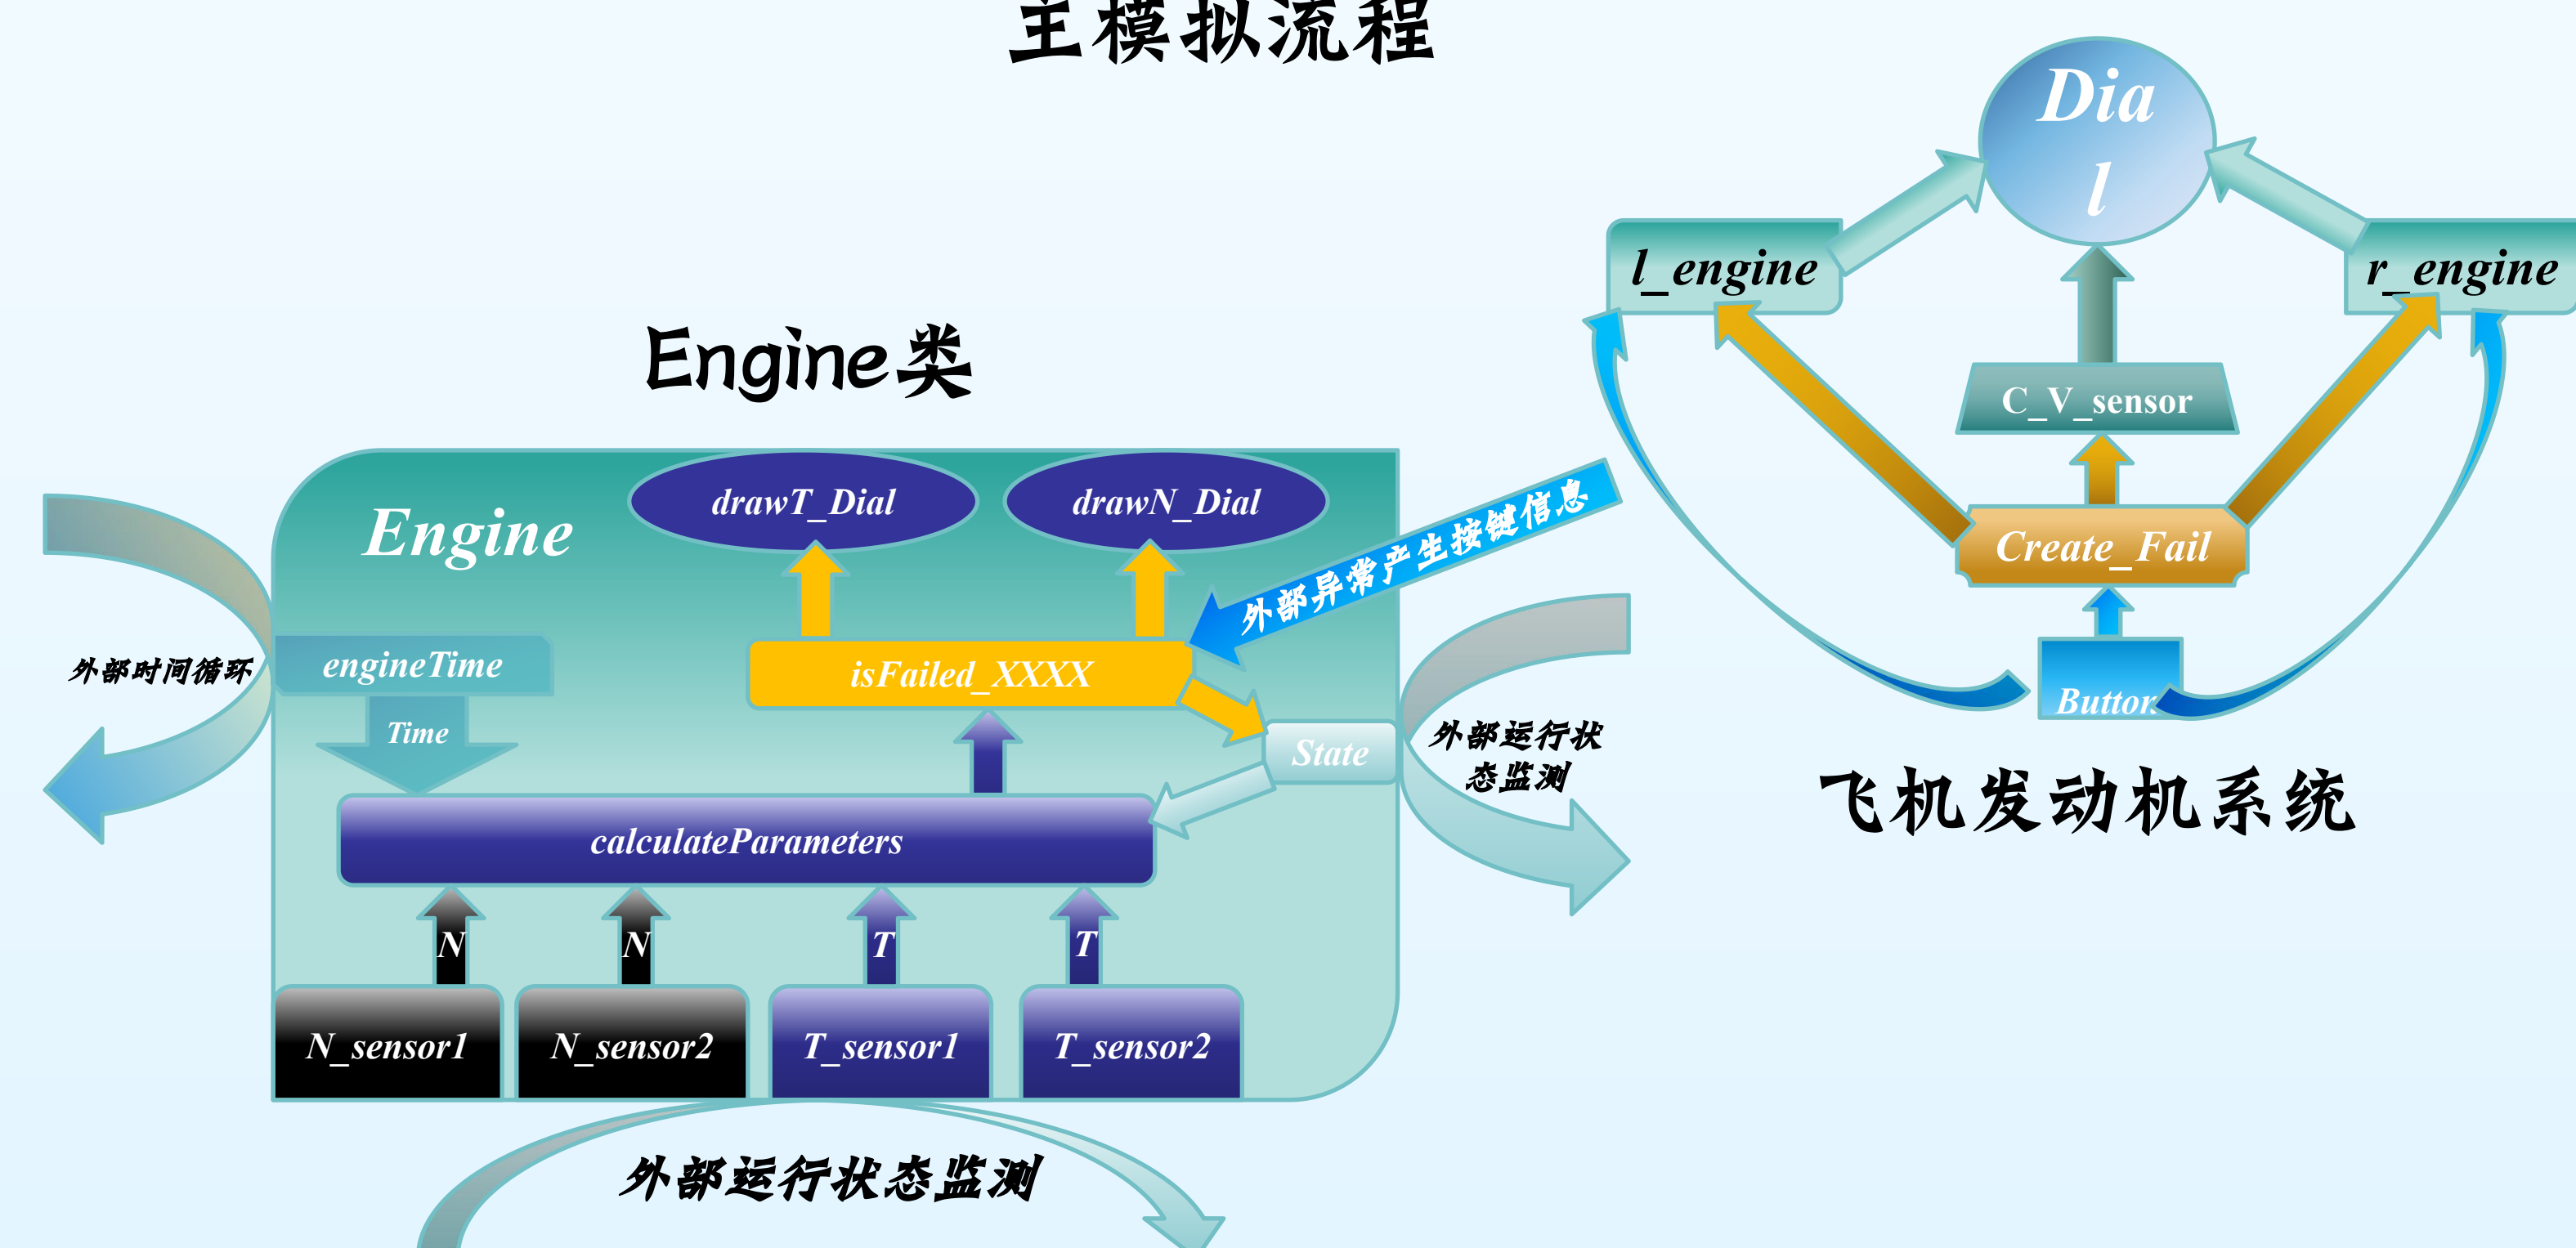 主模拟流程
Dia
l
l_engine
r_engine
C_V_sensor
Create_Fail
Button
飞机发动机系统
Engine类
Engine
drawT_Dial
drawN_Dial
外部异常产生按键信息
engineTime
isFailed_XXXX
外部时间循环
Time
State
外部运行状
态监测
calculateParameters
N
N
T
T
N_sensor1
N_sensor2
T_sensor1
T_sensor2
外部运行状态监测